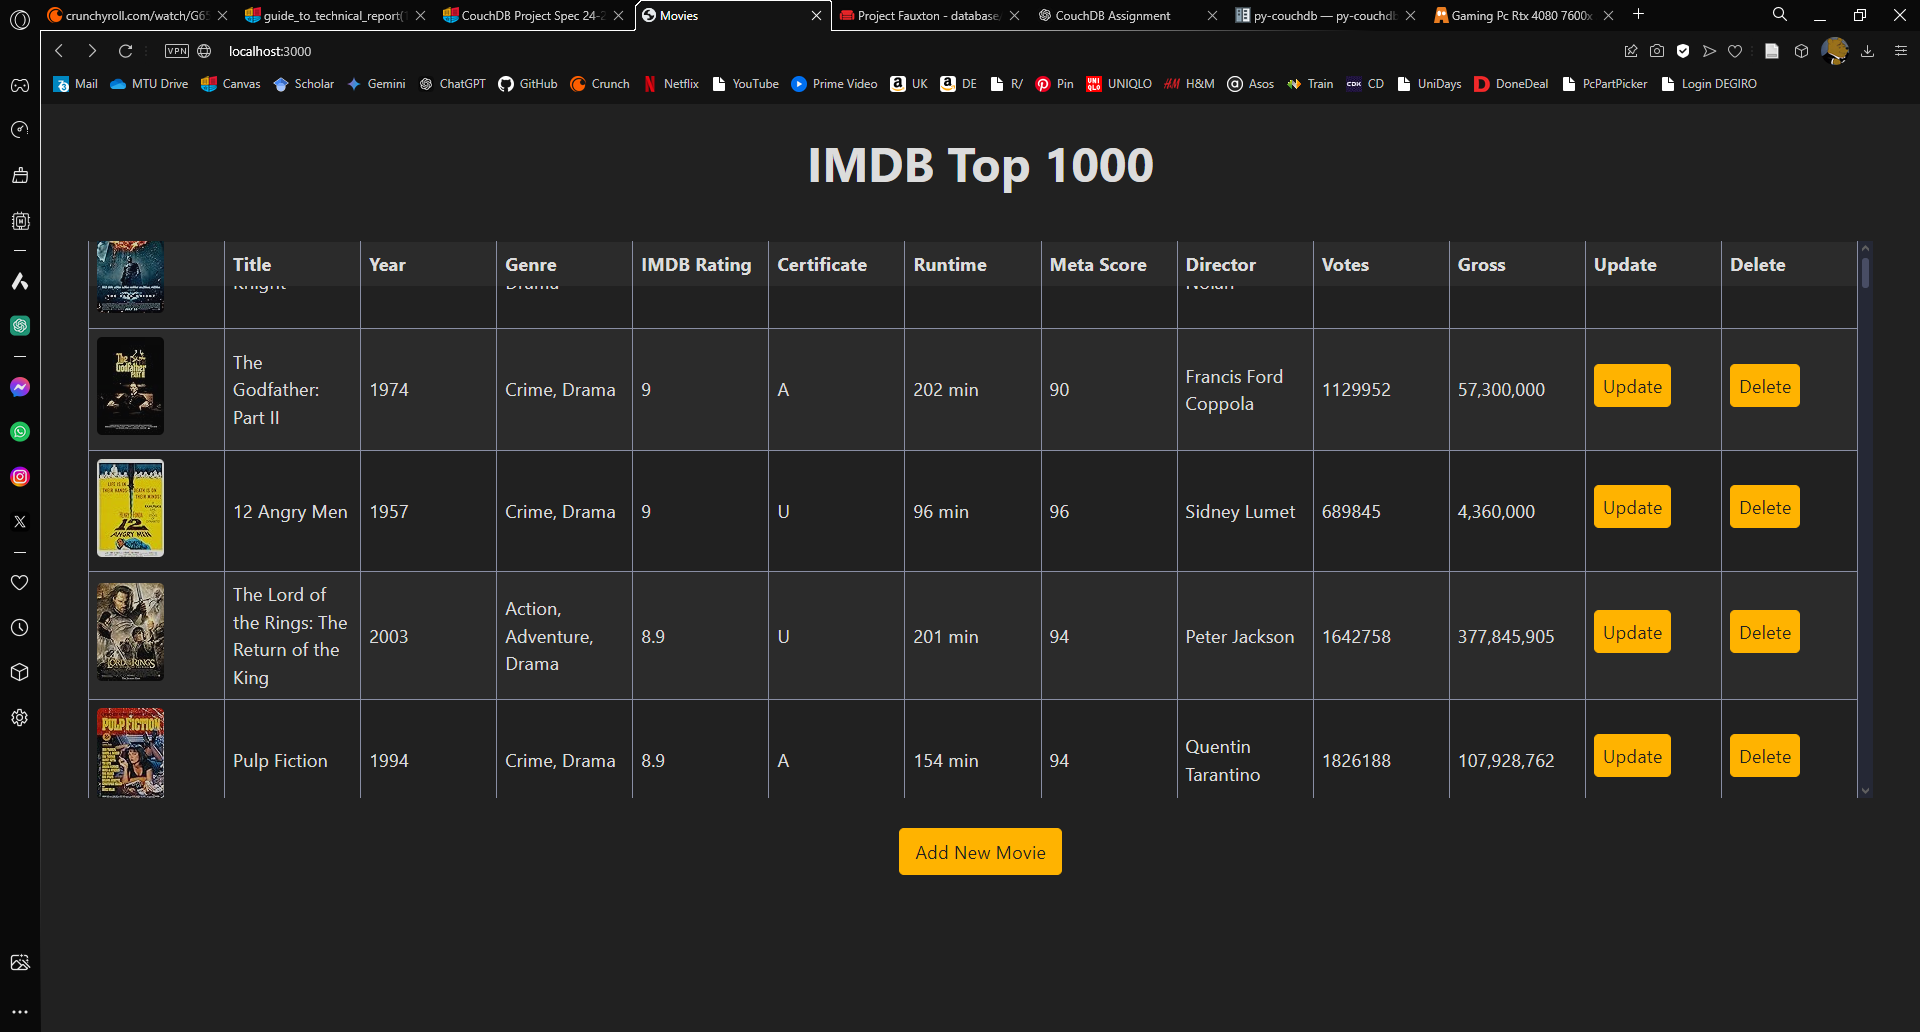 crunchyroll.com/watch/G65
guide_to_technical_report(
CouchDB Project Spec 24-2
Movies
Project Fauxton - database/
CouchDB Assignment
py-couchdb — py-couchdb
Gaming Pc Rtx 4080 7600x
VPN
localhost:3000
Mail
MTU Drive
Canvas
Scholar
Gemini
ChatGPT
GitHub
Crunch
Netflix
YouTube
Prime Video
UK
DE
R/
Pin
UNIQLO
H&M
Asos
Train
CD
UniDays
DoneDeal
PcPartPicker
Login DEGIRO
IMDB Top 1000
Title Year Genre IMDB Rating Certificate Runtime Meta Score Director Votes Gross Update Delete
Knight
Drama
Nolan
The
Godfather:
Part II
1974
Crime, Drama
9
A
202 min
90
Francis Ford
Coppola
1129952
57,300,000
Update
Delete
12 Angry Men
1957
Crime, Drama
9
U
96 min
96
Sidney Lumet
689845
4,360,000
Update
Delete
The Lord of
the Rings: The
Return of the
King
2003
Action,
Adventure,
Drama
8.9
U
201 min
94
Peter Jackson
1642758
377,845,905
Update
Delete
PULP FICTION
Pulp Fiction
1994
Crime, Drama
8.9
A
154 min
94
Quentin
Tarantino
1826188
107,928,762
Update
Delete
Add New Movie